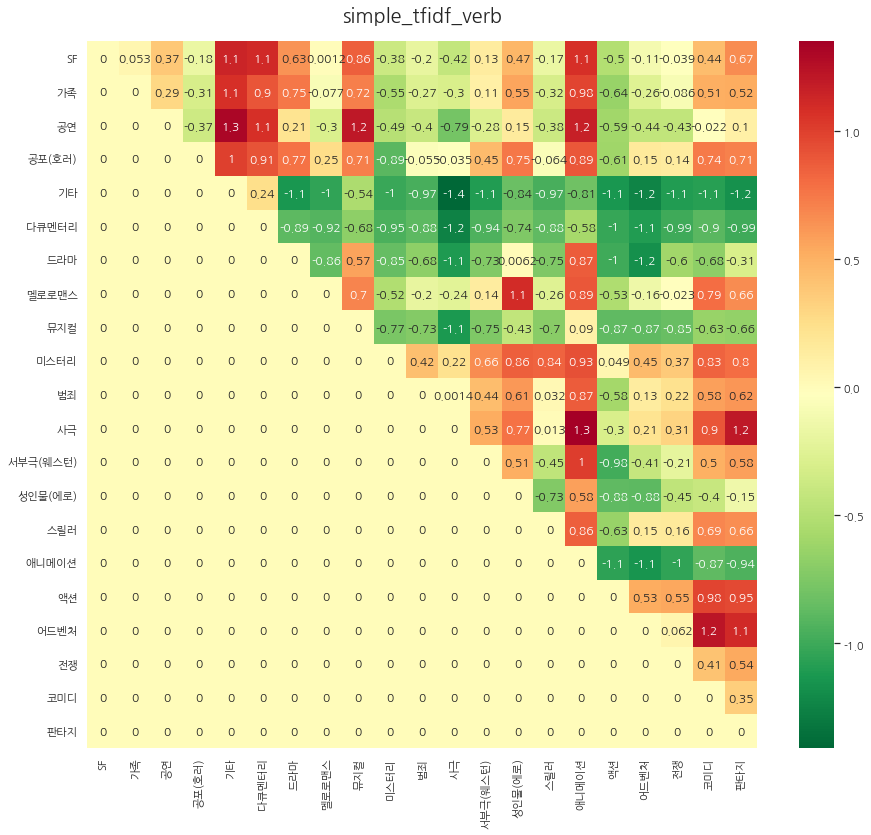 simple_tfidf_verb
SF 0 0.053 0.37 -0.18 1.1 1.1 0.63 0.0012 0.86 -0.38 -0.2 -0.42 0.13 0.47 -0.17 1.1 -0.5 -0.11 -0.039 0.44 0.67
가족 0 0 0.29 -0.31 1.1 0.9 0.75 -0.077 0.72 -0.55 -0.27 -0.3 0.11 0.55 -0.32 0.98 -0.64 -0.26 -0.086 0.51 0.52
공연 0 0 0 -0.37 1.3 1.1 0.21 -0.3 1.2 -0.49 -0.4 -0.79 -0.28 0.15 -0.38 1.2 -0.59 -0.44 -0.43 -0.022 0.1
공포(호러) 0 0 0 0 1 0.91 0.77 0.25 0.71 -0.89 -0.055 -0.035 0.45 0.75 -0.064 0.89 -0.61 0.15 0.14 0.74 0.71
기타 0 0 0 0 0 0.24 -1.1 -1 -0.54 -1 -0.97 -1.4 -1.1 -0.84 -0.97 -0.81 -1.1 -1.2 -1.1 -1.1 -1.2
다큐멘터리 0 0 0 0 0 0 -0.89 -0.92 -0.68 -0.95 -0.88 -1.2 -0.94 -0.74 -0.88 -0.58 -1 -1.1 -0.99 -0.9 -0.99
드라마 0 0 0 0 0 0 0 -0.86 0.57 -0.85 -0.68 -1.1 -0.73 0.0062 -0.75 0.87 -1 -1.2 -0.6 -0.68 -0.31
멜로로맨스 0 0 0 0 0 0 0 0 0.7 -0.52 -0.2 -0.24 0.14 1.1 -0.26 0.89 -0.53 -0.16 -0.023 0.79 0.66
뮤지컬 0 0 0 0 0 0 0 0 0 -0.77 -0.73 -1.1 -0.75 -0.43 -0.7 0.09 -0.87 -0.87 -0.85 -0.63 -0.66
미스터리 0 0 0 0 0 0 0 0 0 0 0.42 0.22 0.66 0.86 0.84 0.93 0.049 0.45 0.37 0.83 0.8
범죄 0 0 0 0 0 0 0 0 0 0 0 0.0014 0.44 0.61 0.032 0.87 -0.58 0.13 0.22 0.58 0.62
사극 0 0 0 0 0 0 0 0 0 0 0 0 0.53 0.77 0.013 1.3 -0.3 0.21 0.31 0.9 1.2
서부극(웨스턴) 0 0 0 0 0 0 0 0 0 0 0 0 0 0.51 -0.45 1 -0.98 -0.41 -0.21 0.5 0.58
성인물(에로) 0 0 0 0 0 0 0 0 0 0 0 0 0 0 -0.73 0.58 -0.88 -0.88 -0.45 -0.4 -0.15
스릴러 0 0 0 0 0 0 0 0 0 0 0 0 0 0 0 0.86 -0.63 0.15 0.16 0.69 0.66
애니메이션 0 0 0 0 0 0 0 0 0 0 0 0 0 0 0 0 -1.1 -1.1 -1 -0.87 -0.94
액션 0 0 0 0 0 0 0 0 0 0 0 0 0 0 0 0 0 0.53 0.55 0.98 0.95
어드벤처 0 0 0 0 0 0 0 0 0 0 0 0 0 0 0 0 0 0 0.062 1.2 1.1
전쟁 0 0 0 0 0 0 0 0 0 0 0 0 0 0 0 0 0 0 0 0.41 0.54
코미디 0 0 0 0 0 0 0 0 0 0 0 0 0 0 0 0 0 0 0 0 0.35
판타지 0 0 0 0 0 0 0 0 0 0 0 0 0 0 0 0 0 0 0 0 0
SF 가족 공연 공포(호러) 기타 다큐멘터리 드라마 멜로로맨스 뮤지컬 미스터리 범죄 사극 서부극(웨스턴) 성인물(에로) 스릴러 애니메이션 액션 어드벤처 전쟁 코미디 판타지
1.0
0.5
0.0
-0.5
-1.0